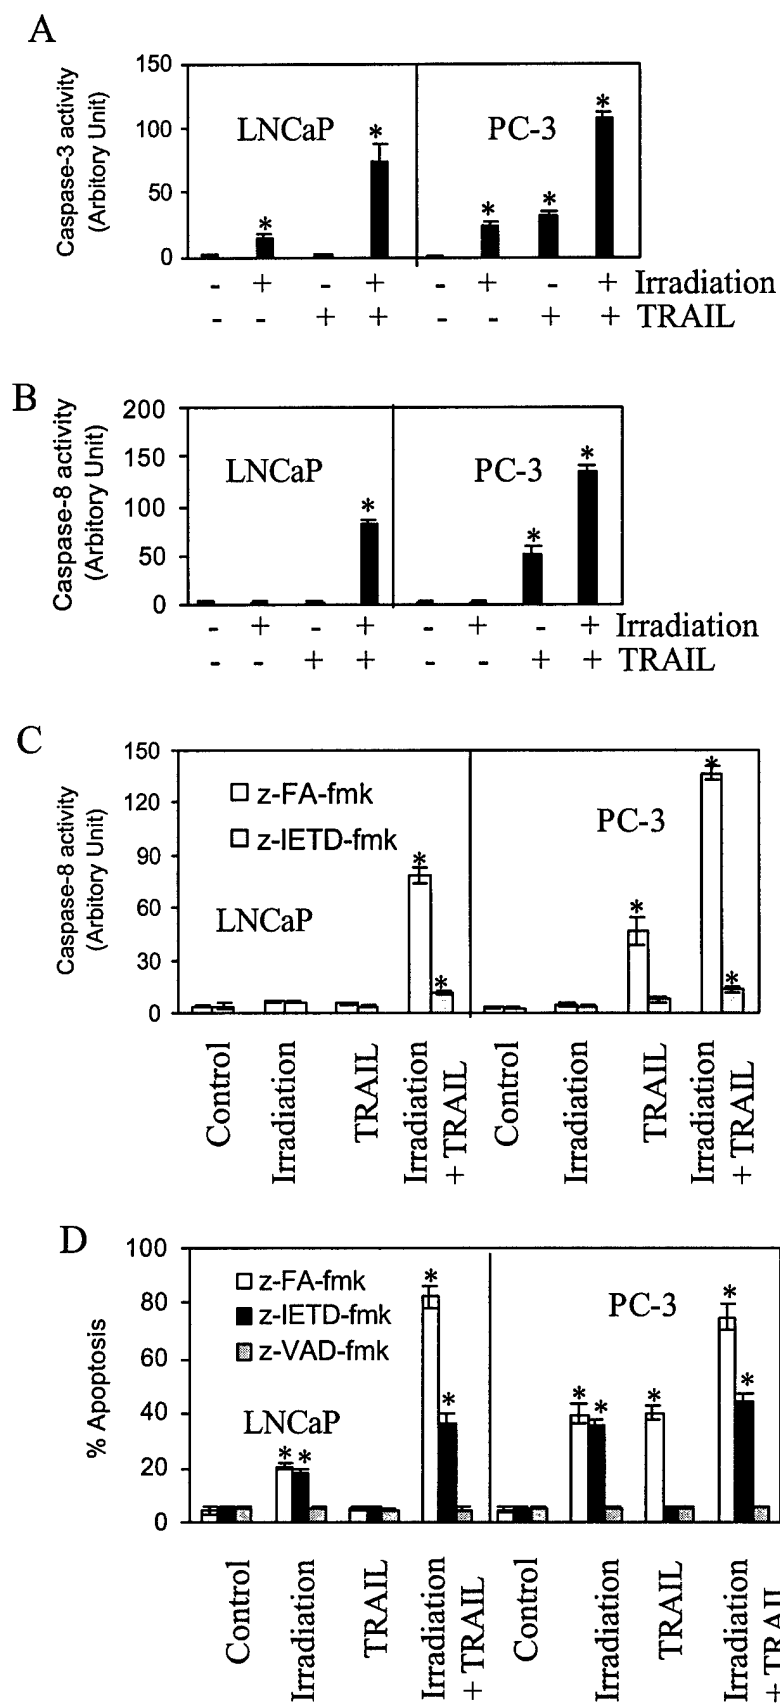 A
Caspase-3 activity
(Arbitory Unit)
150
100
50
0
LNCaP
PC-3
*
*
*
*
*
- + - + - + - + Irradiation
- - + + - - + + TRAIL
B
Caspase-8 activity
(Arbitory Unit)
200
150
100
50
0
LNCaP
PC-3
*
*
*
- + - + - + - + Irradiation
- - + + - - + + TRAIL
C
Caspase-8 activity
(Arbitory Unit)
150
120
90
60
30
0
z-FA-fmk
z-IETD-fmk
LNCaP
PC-3
*
*
*
*
*
Control
Irradiation
TRAIL
Irradiation
+ TRAIL
Control
Irradiation
TRAIL
Irradiation
+ TRAIL
D
% Apoptosis
100
80
60
40
20
0
z-FA-fmk
z-IETD-fmk
z-VAD-fmk
LNCaP
PC-3
*
*
*
*
*
*
*
*
*
Control
Irradiation
TRAIL
Irradiation
+ TRAIL
Control
Irradiation
TRAIL
Irradiation
+ TRAIL